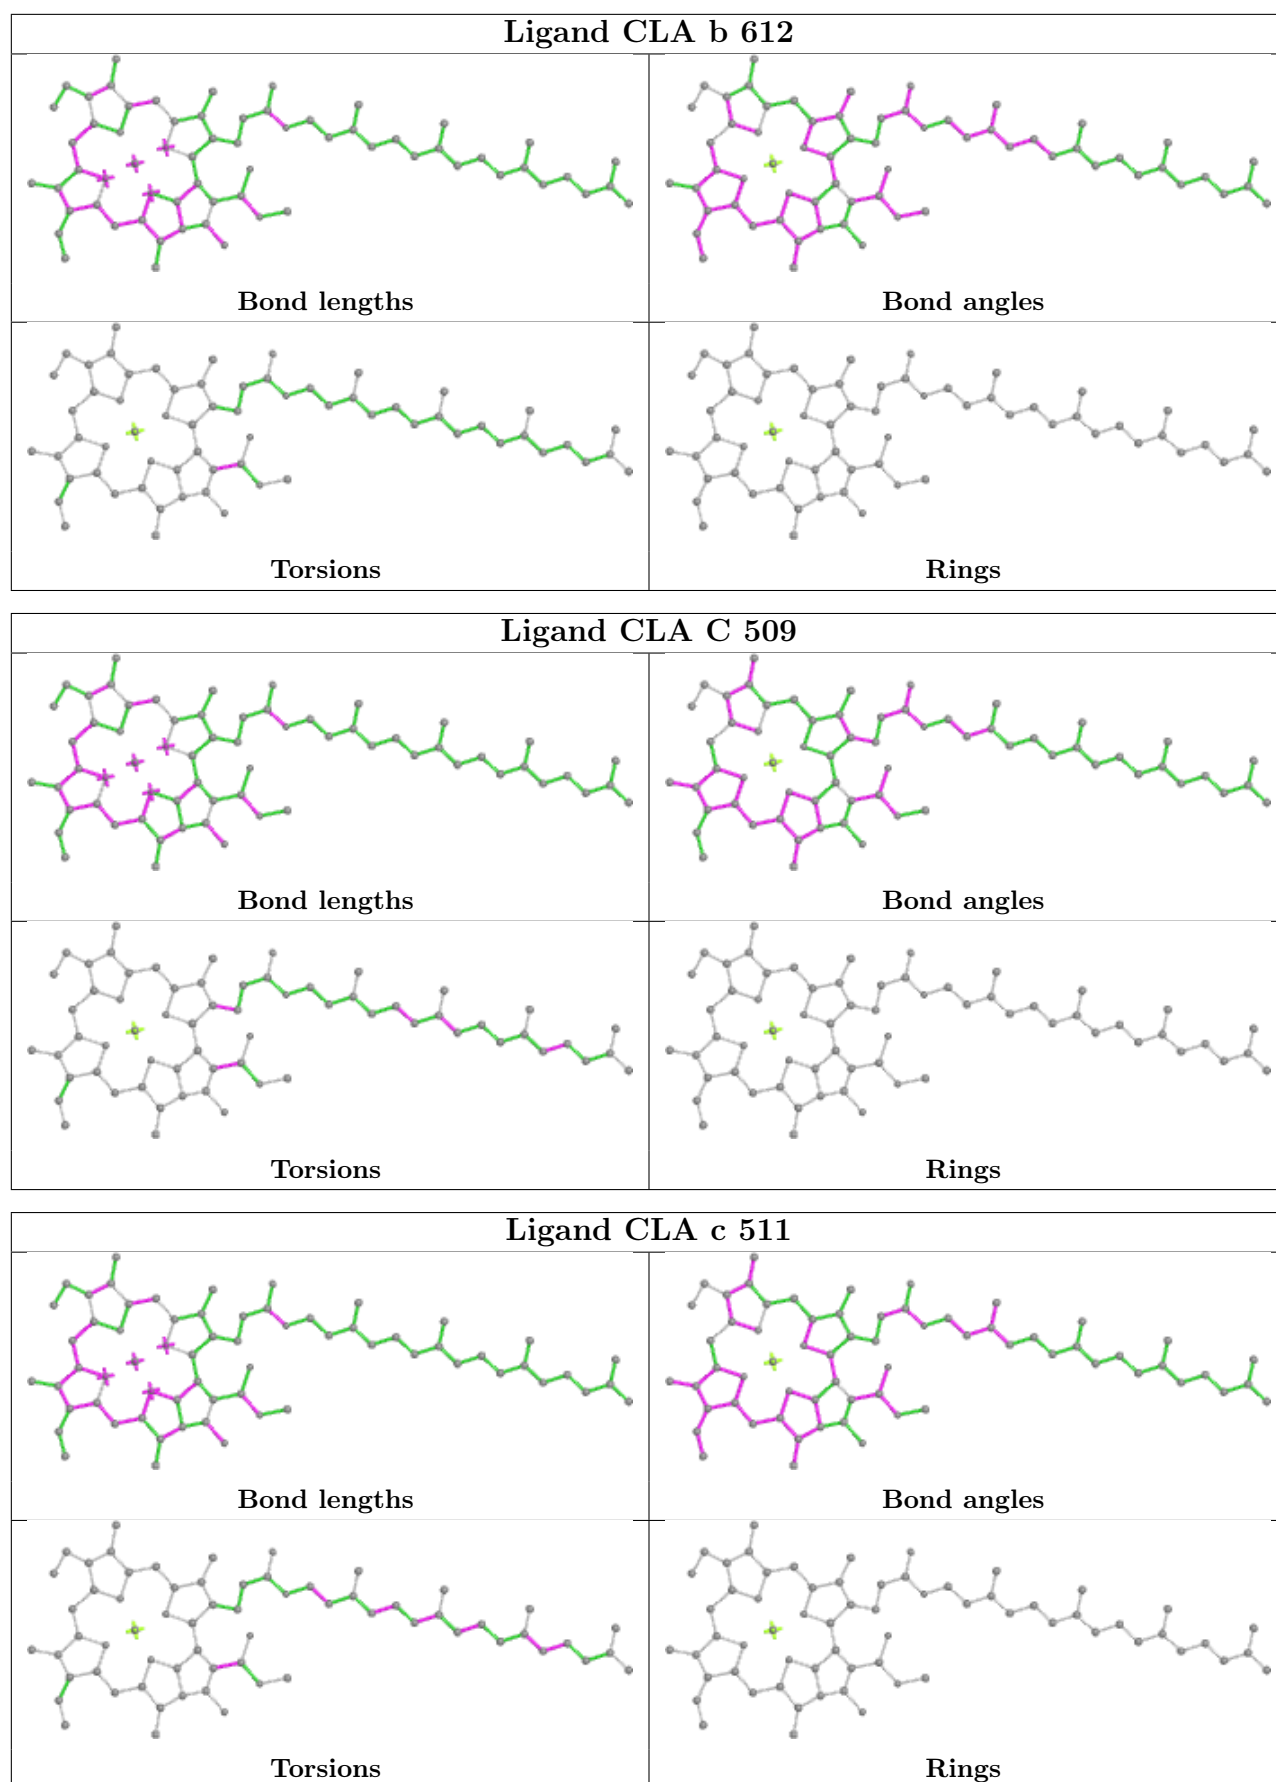 Ligand CLA b 612
Bond lengths
Bond angles
Torsions
Rings
Ligand CLA C 509
Bond lengths
Bond angles
Torsions
Rings
Ligand CLA c 511
Bond lengths
Bond angles
Torsions
Rings